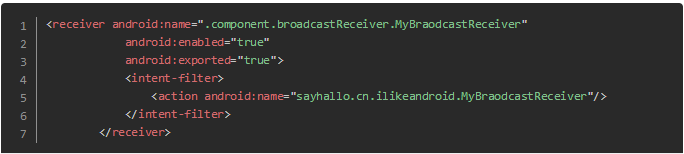 1 <receiver android:name=".component.broadcastReceiver.MyBraodcastReceiver"
2             android:enabled="true"
3             android:exported="true">
4             <intent-filter>
5                 <action android:name="sayhallo.cn.ilikeandroid.MyBraodcastReceiver"/>
6             </intent-filter>
7         </receiver>